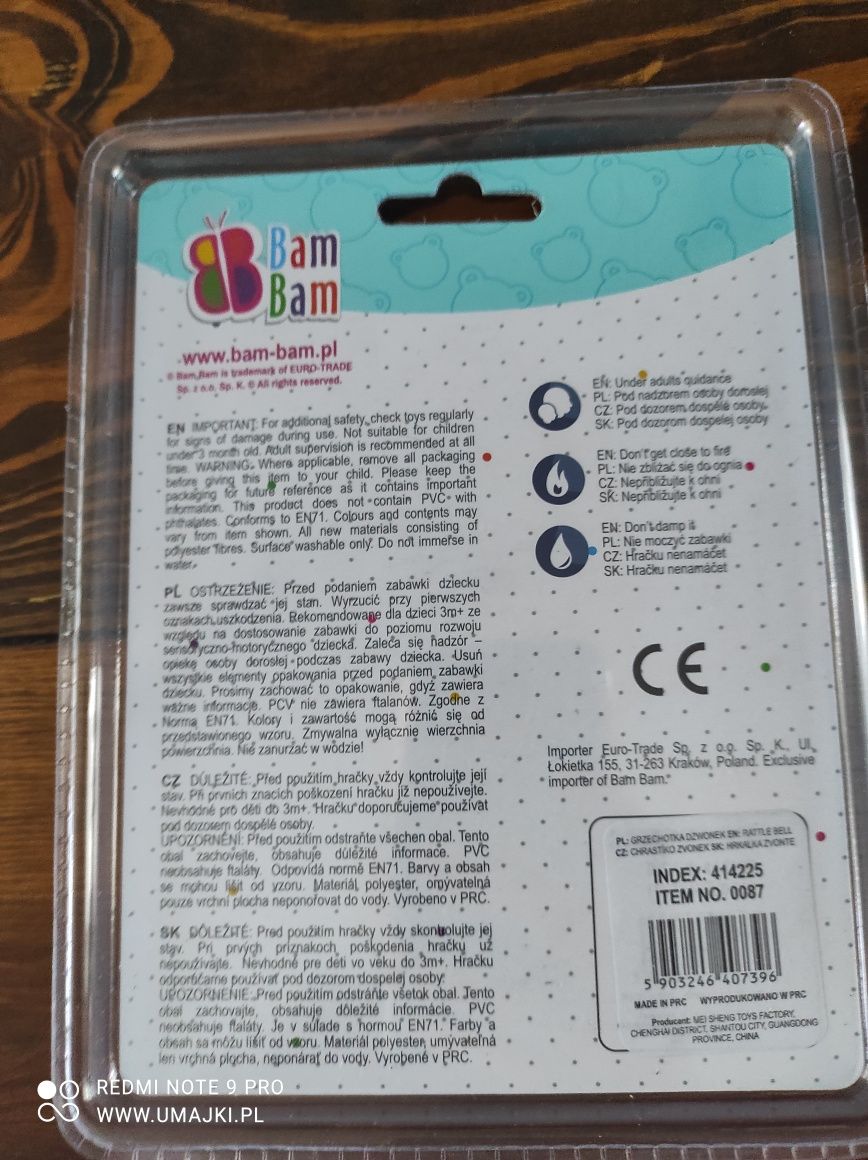 Bam
Bam
www.bam-bam.pl
® Bam Bam is trademark of EURO-TRADE
Sp. z o.o. Sp. K. © All rights reserved.
EN IMPORTANT: For additional safety, check toys regularly
for signs of damage during use. Not suitable for children
under 3 month old. Adult supervision is recommended at all
time. WARNING. Where applicable, remove all packaging
before giving this item to your child. Please keep the
packaging for future reference as it contains important
information. This product does not contain PVC with
phthalates. Conforms to EN71. Colours and contents may
vary from item shown. All new materials consisting of
polyester fibres. Surface washable only. Do not immerse in
water.
PL OSTRZEŻENIE: Przed podaniem zabawki dziecku
zawsze sprawdzać jej stan. Wyrzucić przy pierwszych
oznakach uszkodzenia. Rekomendowane dla dzieci 3m+ ze
względu na dostosowanie zabawki do poziomu rozwoju
sensoryczno-motorycznego dziecka. Zaleca się nadzór –
opiekę osoby dorosłej podczas zabawy dziecka. Usuń
wszystkie elementy opakowania przed podaniem zabawki
dziecku. Prosimy zachować to opakowanie, gdyż zawiera
ważne informacje. PCV nie zawiera ftalanów. Zgodne z
Normą EN71. Kolory i zawartość mogą różnić się od
przedstawionego wzoru. Zmywalna wyłącznie wierzchnia
powierzchnia. Nie zanurzać w wodzie!
CZ DŮLEŽITÉ: Před použitím hračky vždy kontrolujte její
stav. Při prvních znacích poškození hračku již nepoužívejte.
Nevhodné pro děti do 3m+. Hračku doporučujeme používat
pod dozorem dospělé osoby.
UPOZORNĚNÍ: Před použitím odstraňte všechen obal. Tento
obal zachovejte, obsahuje důležité informace. PVC
neobsahuje ftaláty. Odpovídá normě EN71. Barvy a obsah
se mohou lišit od vzoru. Materiál polyester, omyvatelná
pouze vrchní plocha neponořovat do vody. Vyrobeno v PRC.
SK DÔLEŽITÉ: Pred použitím hračky vždy skontrolujte jej
stav. Pri prvých príznakoch poškodenia hračku už
nepoužívajte. Nevhodné pre deti vo veku do 3m+. Hračku
odporúčame používať pod dozorom dospelej osoby.
UPOZORNENIE: Pred použitím odstráňte všetok obal. Tento
obal zachovajte, obsahuje dôležité informácie. PVC
neobsahuje ftaláty. Je v súlade s normou EN71. Farby a
obsah sa môžu líšiť od vzoru. Materiál polyester, umývateľná
len vrchná plocha, neponárať do vody. Vyrobené v PRC.
EN: Under adults quidance
PL: Pod nadzorem osoby dorosłej
CZ: Pod dozorem dospělé osoby
SK: Pod dozorom dospelej osoby
EN: Don't get close to fire
PL: Nie zbliżać się do ognia
CZ: Nepřibližujte k ohni
SK: Nepribližujte k ohni
EN: Don't damp it
PL: Nie moczyć zabawki
CZ: Hračku nenamáčet
SK: Hračku nenamáčeť
CE
Importer Euro-Trade Sp. z o.o. Sp. K., Ul.
Łokietka 155, 31-263 Kraków, Poland. Exclusive
importer of Bam Bam.
PL: GRZECHOTKA DZWONEK EN: RATTLE BELL
CZ: CHRASTÍKO ZVONEK SK: HRKÁLKA ZVONTE
INDEX: 414225
ITEM NO. 0087
5 903246 407396
MADE IN PRC WYPRODUKOWANO W PRC
Producent: MEI SHENG TOYS FACTORY,
CHENGHAI DISTRICT, SHANTOU CITY, GUANGDONG
PROVINCE, CHINA
REDMI NOTE 9 PRO
WWW.UMAJKI.PL